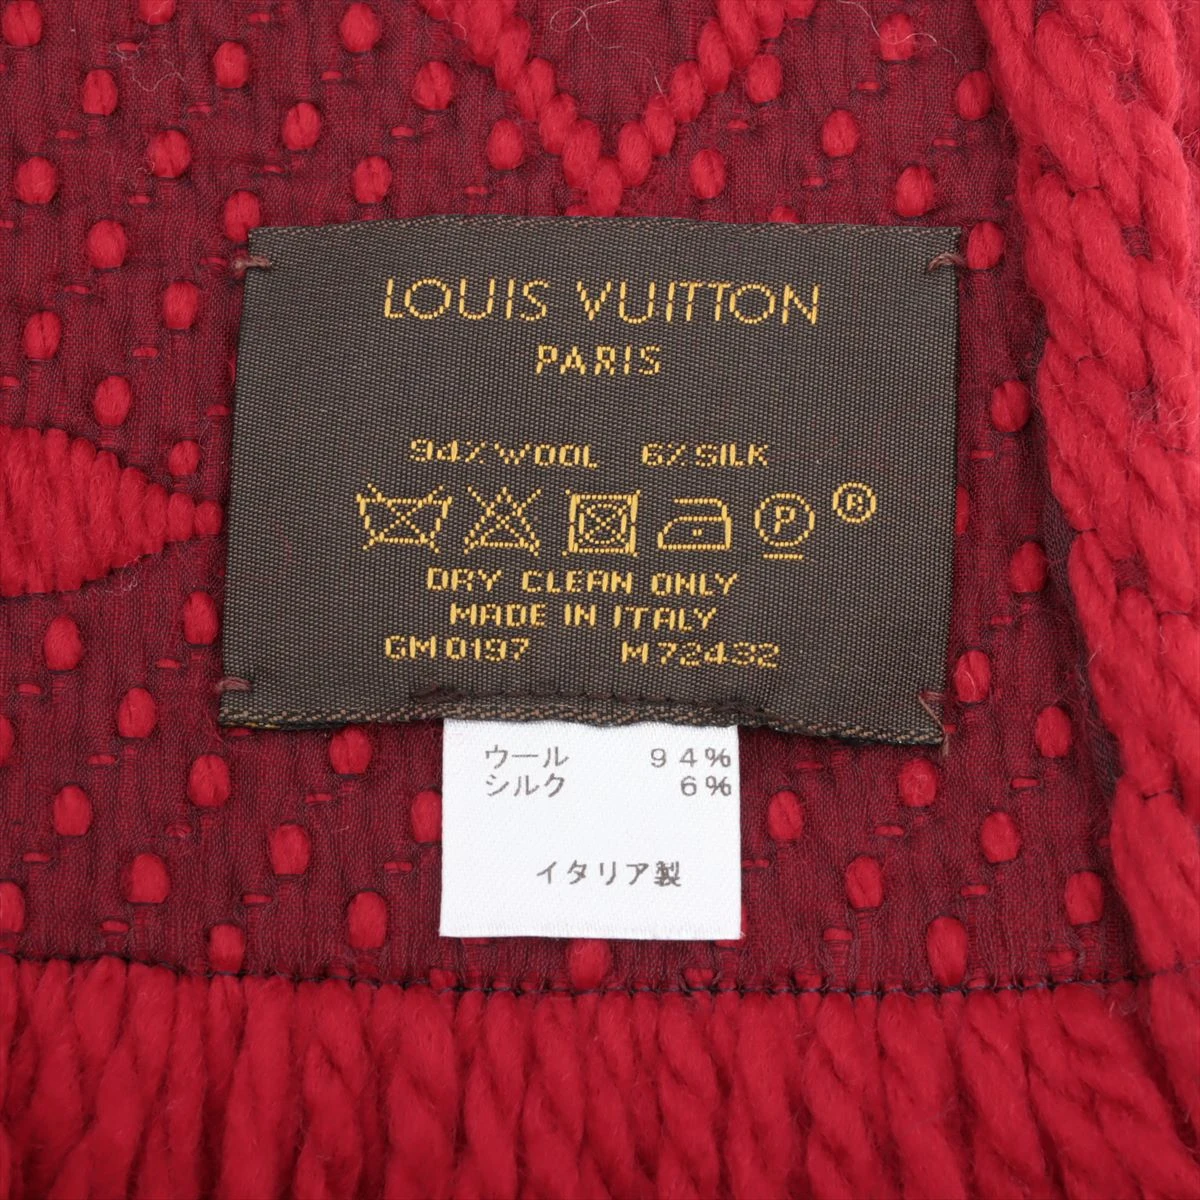 LOUIS VUITTON
PARIS
94% WOOL 6% SILK
P ®
DRY CLEAN ONLY
MADE IN ITALY
GM0197 M72432
ウール 94%
シルク 6%
イタリア製